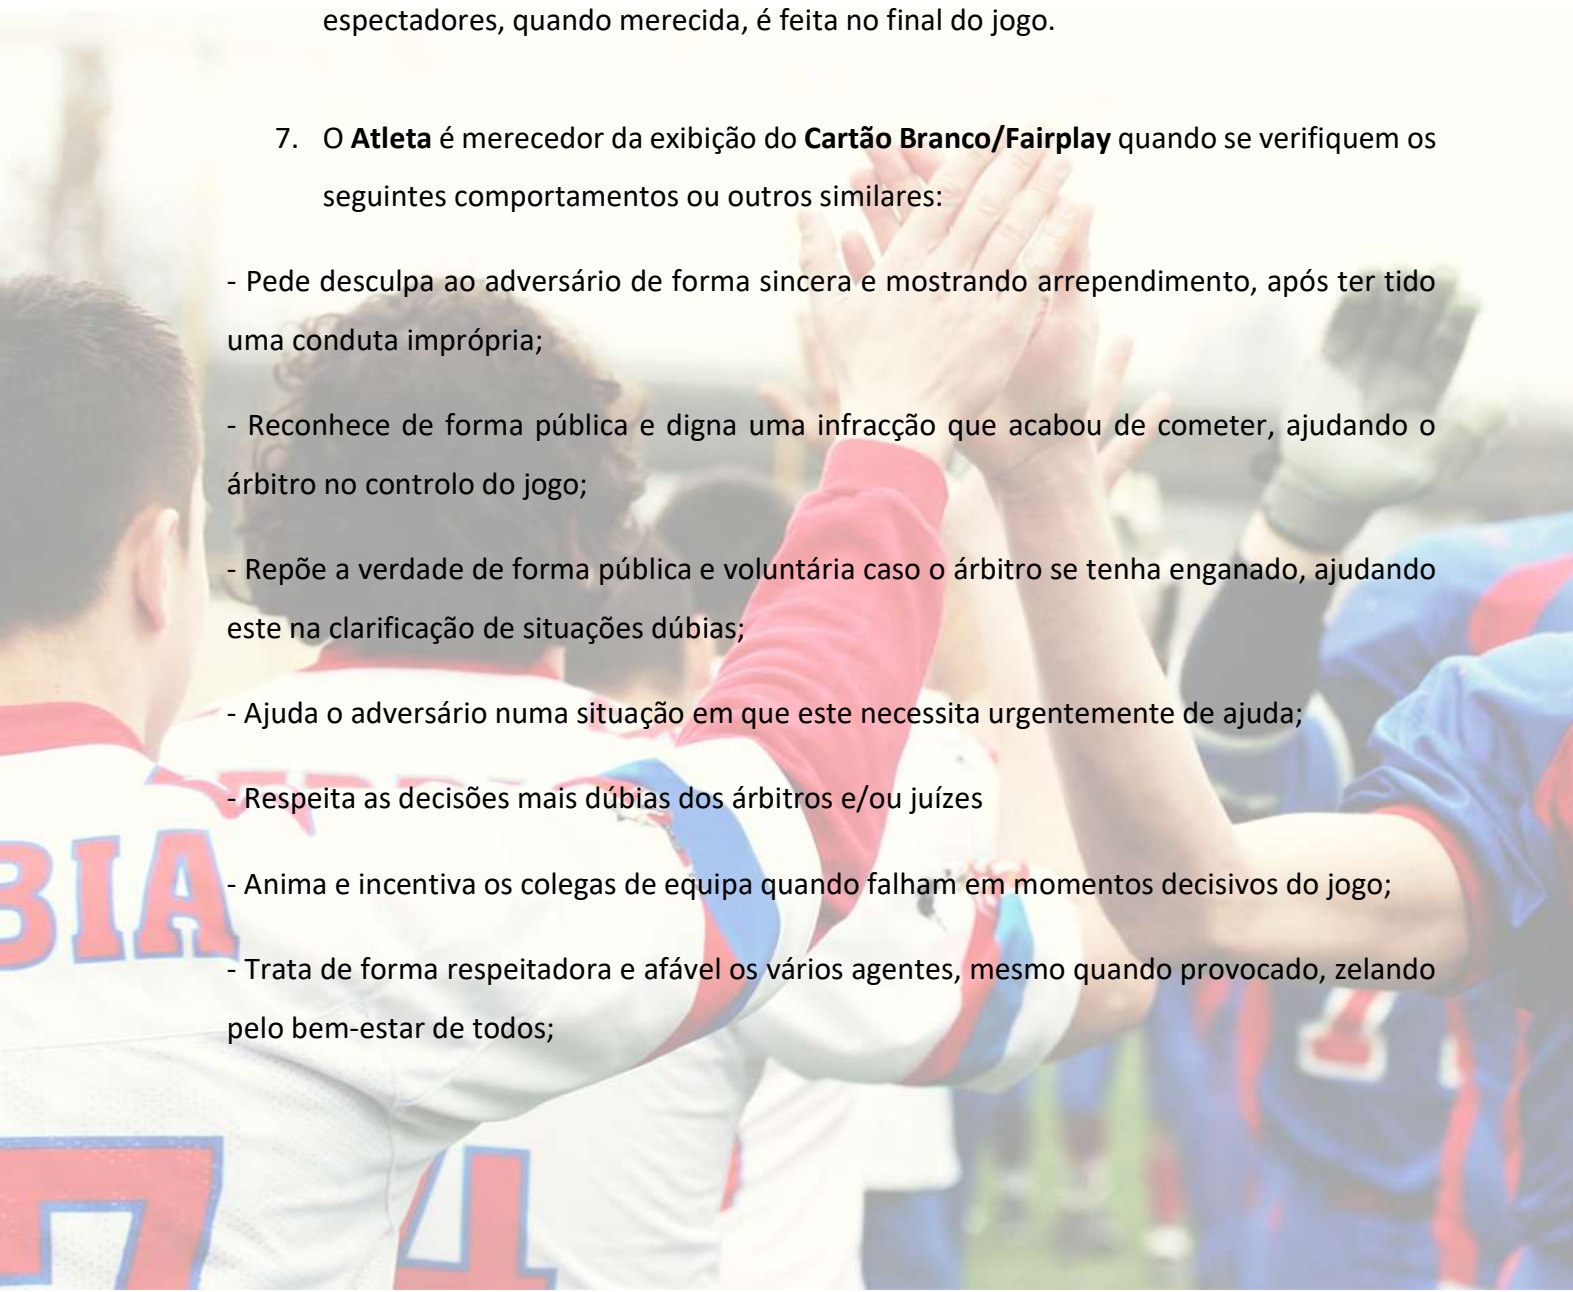 espectadores, quando merecida, é feita no final do jogo.
7. O Atleta é merecedor da exibição do Cartão Branco/Fairplay quando se verifiquem os
seguintes comportamentos ou outros similares:
- Pede desculpa ao adversário de forma sincera e mostrando arrependimento, após ter tido
uma conduta imprópria;
- Reconhece de forma pública e digna uma infracção que acabou de cometer, ajudando o
árbitro no controlo do jogo;
- Repõe a verdade de forma pública e voluntária caso o árbitro se tenha enganado, ajudando
este na clarificação de situações dúbias;
- Ajuda o adversário numa situação em que este necessita urgentemente de ajuda;
- Respeita as decisões mais dúbias dos árbitros e/ou juízes
- Anima e incentiva os colegas de equipa quando falham em momentos decisivos do jogo;
- Trata de forma respeitadora e afável os vários agentes, mesmo quando provocado, zelando
pelo bem-estar de todos;
BIA
4